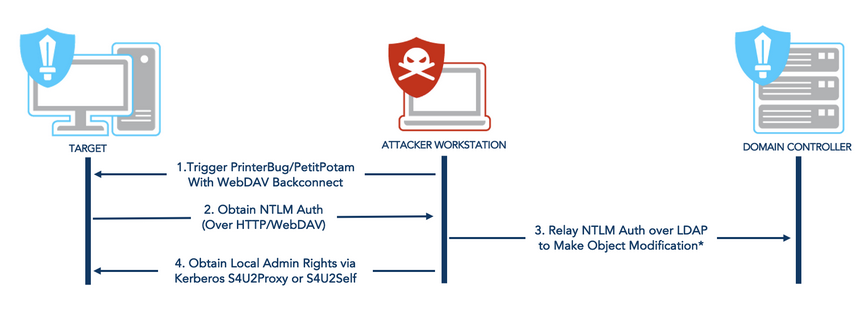 TARGET
ATTACKER WORKSTATION
DOMAIN CONTROLLER
1.Trigger PrinterBug/PetitPotam
With WebDAV Backconnect
2. Obtain NTLM Auth
(Over HTTP/WebDAV)
3. Relay NTLM Auth over LDAP
to Make Object Modification*
4. Obtain Local Admin Rights via
Kerberos S4U2Proxy or S4U2Self